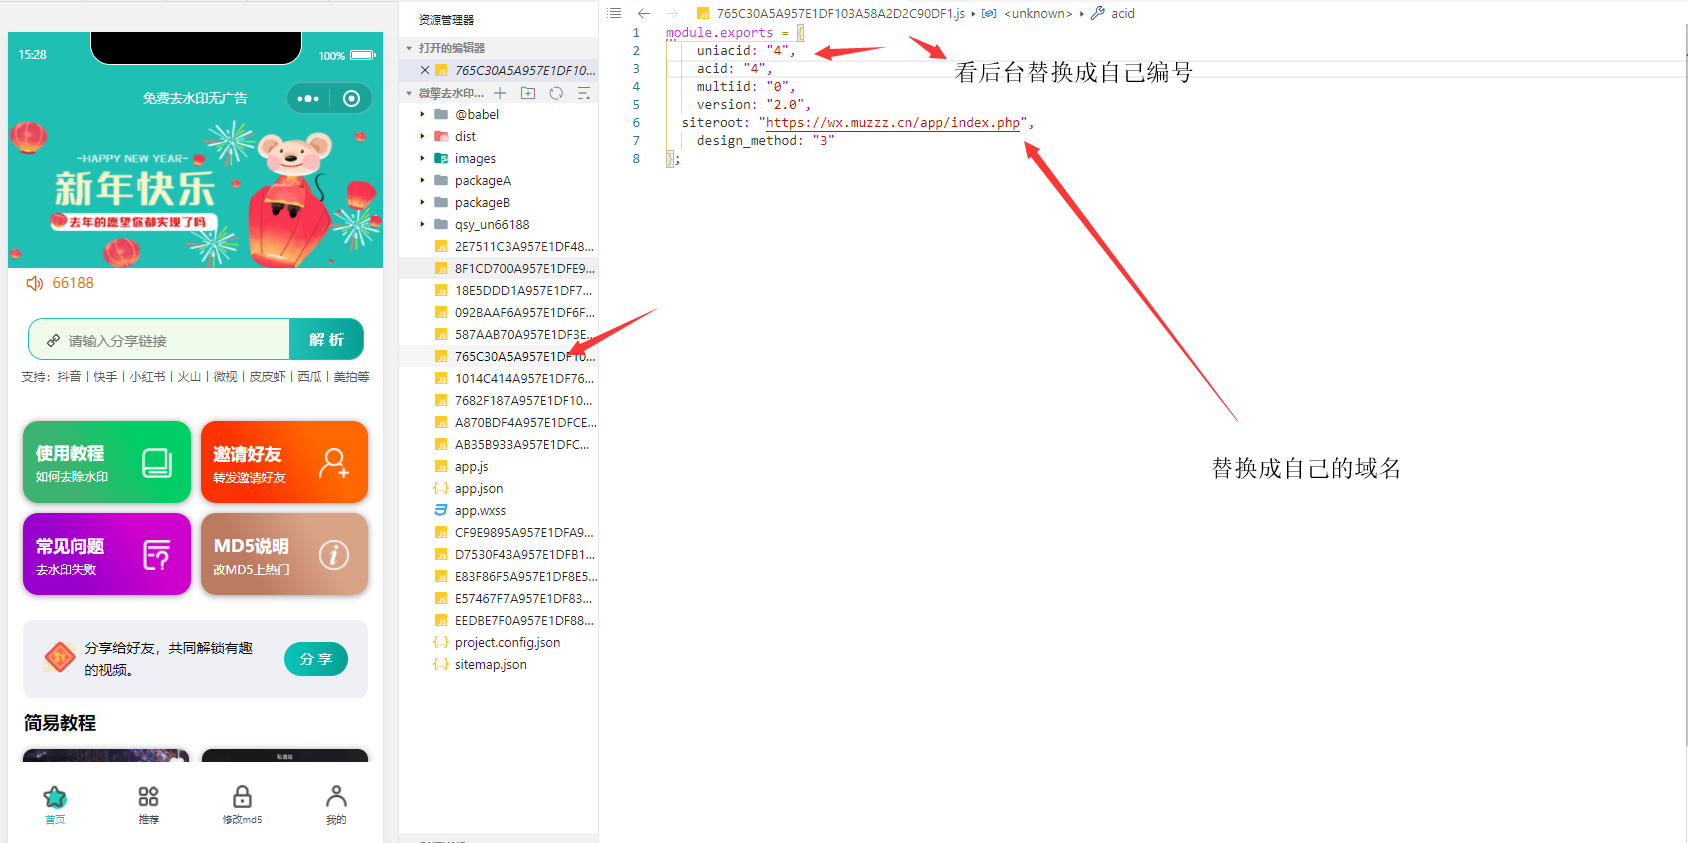 15:28
100%
免费去水印无广告
-HAPPY NEW YEAR-
新年快乐
去年的愿望你都实现了吗
66188
请输入分享链接
解 析
支持：抖音 | 快手 | 小红书 | 火山 | 微视 | 皮皮虾 | 西瓜 | 美拍等
使用教程
如何去除水印
邀请好友
转发邀请好友
常见问题
去水印失败
MD5说明
改MD5上热门
分享给好友，共同解锁有趣
的视频。
分 享
简易教程
首页
推荐
修改md5
我的
资源管理器
打开的编辑器
765C30A5A957E1DF10...
微擎去水印...
@babel
dist
images
packageA
packageB
qsy_un66188
2E7511C3A957E1DF48...
8F1CD700A957E1DFE9...
18E5DDD1A957E1DF7...
092BAAF6A957E1DF6F...
587AAB70A957E1DF3E...
765C30A5A957E1DF10...
1014C414A957E1DF76...
7682F187A957E1DF10...
A870BDF4A957E1DFCE...
AB35B933A957E1DFC...
app.js
app.json
app.wxss
CF9E9895A957E1DFA9...
D7530F43A957E1DFB1...
E83F86F5A957E1DF8E5...
E57467F7A957E1DF83...
EEDBE7F0A957E1DF88...
project.config.json
sitemap.json
765C30A5A957E1DF103A58A2D2C90DF1.js
<unknown>
acid
1 module.exports = {
2 uniacid: "4",
3 acid: "4",
4 multiid: "0",
5 version: "2.0",
6 siteroot: "https://wx.muzzz.cn/app/index.php",
7 design_method: "3"
8 };
看后台替换成自己编号
替换成自己的域名